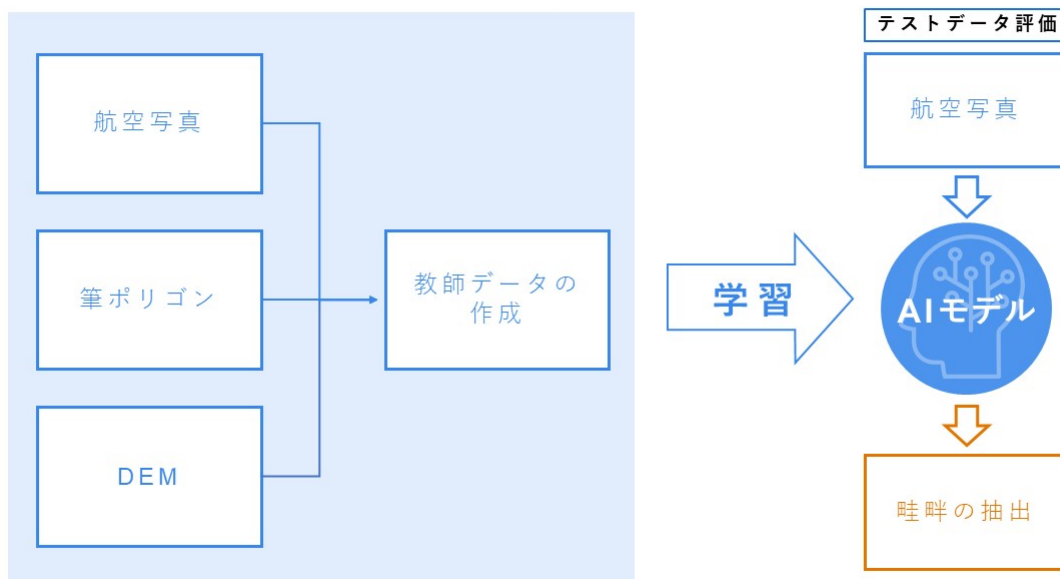 航空写真
筆ポリゴン
DEM
教師データの
作成
学習
テストデータ評価
航空写真
AIモデル
畦畔の抽出